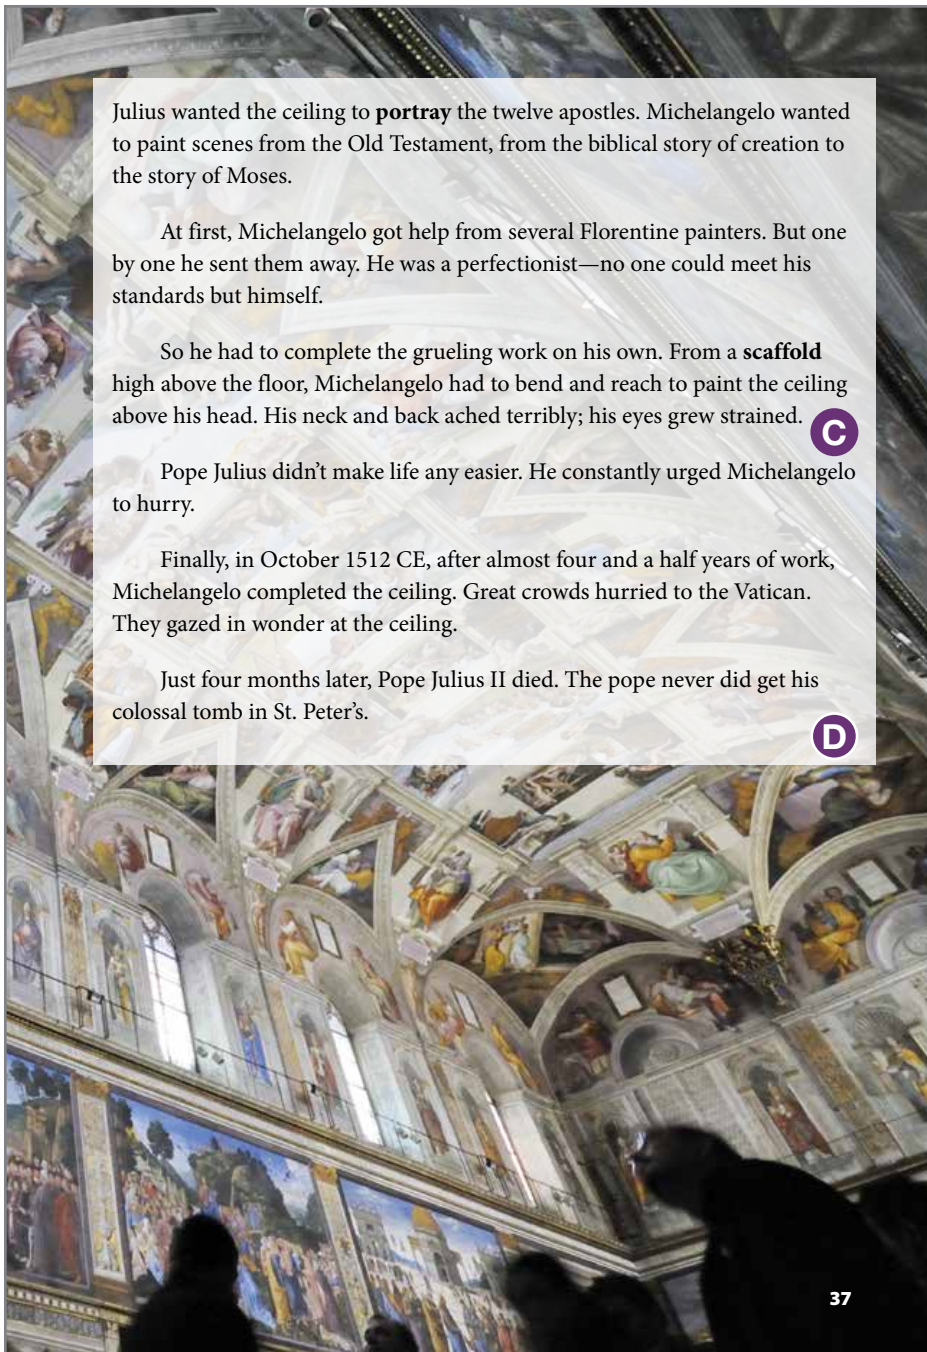 Julius wanted the ceiling to portray the twelve apostles. Michelangelo wanted
to paint scenes from the Old Testament, from the biblical story of creation to
the story of Moses.
At first, Michelangelo got help from several Florentine painters. But one
by one he sent them away. He was a perfectionist—no one could meet his
standards but himself.
So he had to complete the grueling work on his own. From a scaffold
high above the floor, Michelangelo had to bend and reach to paint the ceiling
above his head. His neck and back ached terribly; his eyes grew strained.
C
Pope Julius didn’t make life any easier. He constantly urged Michelangelo
to hurry.
Finally, in October 1512 CE, after almost four and a half years of work,
Michelangelo completed the ceiling. Great crowds hurried to the Vatican.
They gazed in wonder at the ceiling.
Just four months later, Pope Julius II died. The pope never did get his
colossal tomb in St. Peter’s.
D
37